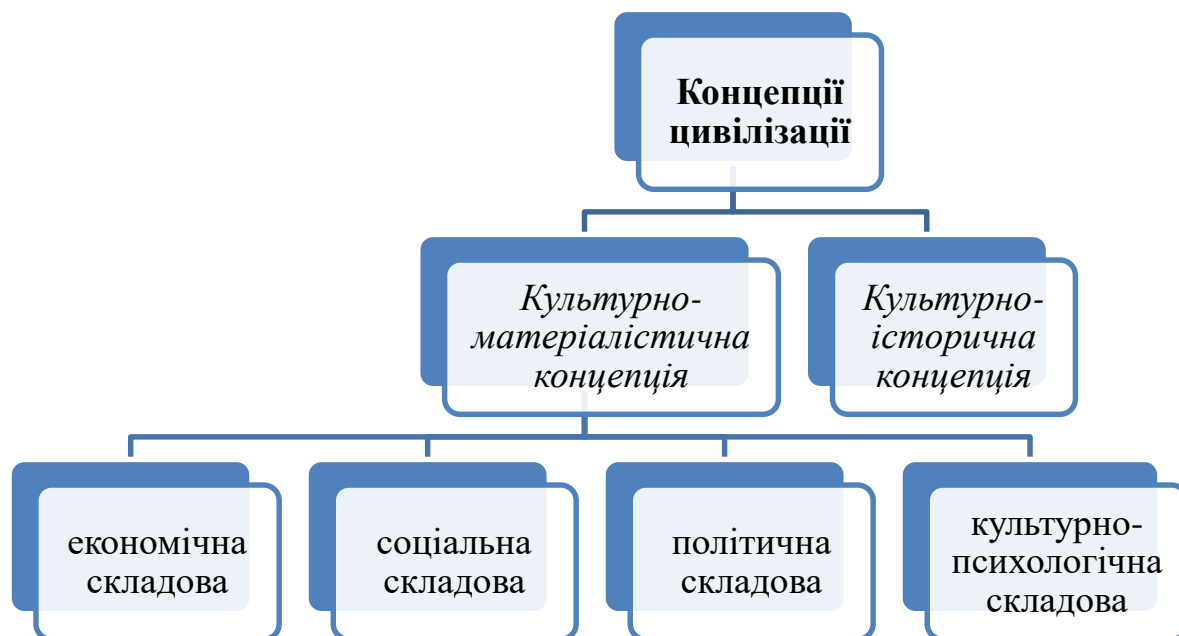 Концепції
цивілізації
Культурно-
матеріалістична
концепція
Культурно-
історична
концепція
економічна
складова
соціальна
складова
політична
складова
культурно-
психологічна
складова